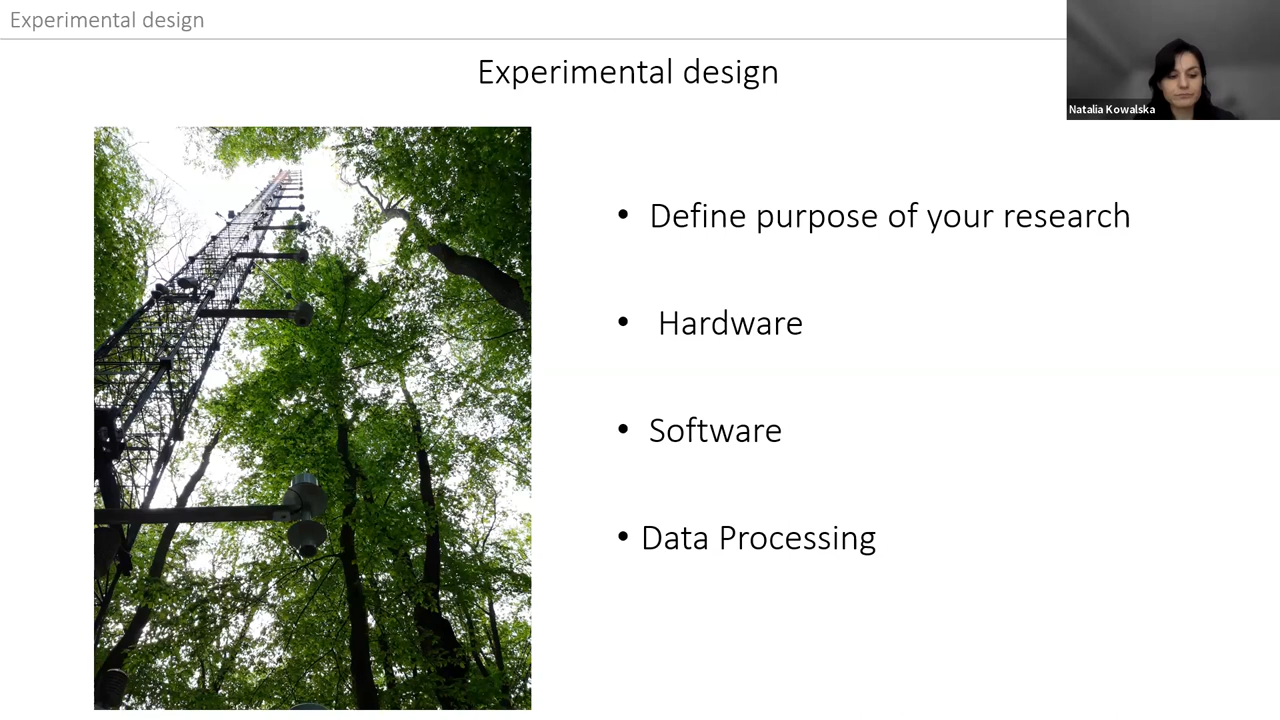 Experimental design
Experimental design
Natalia Kowalska
• Define purpose of your research
• Hardware
• Software
• Data Processing